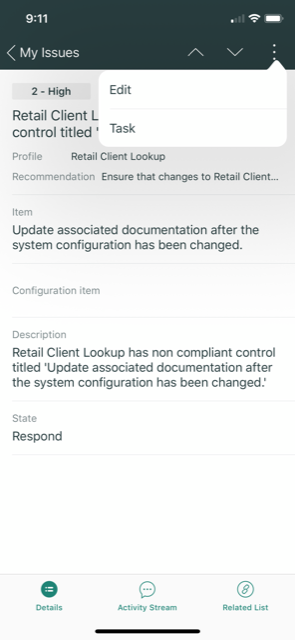 9:11
My Issues
Edit
Task
2 - High
Retail Client L
control titled '
Profile Retail Client Lookup
Recommendation Ensure that changes to Retail Client...
Item
Update associated documentation after the
system configuration has been changed.
Configuration item
Description
Retail Client Lookup has non compliant control
titled 'Update associated documentation after
the system configuration has been changed.'
State
Respond
Details Activity Stream Related List